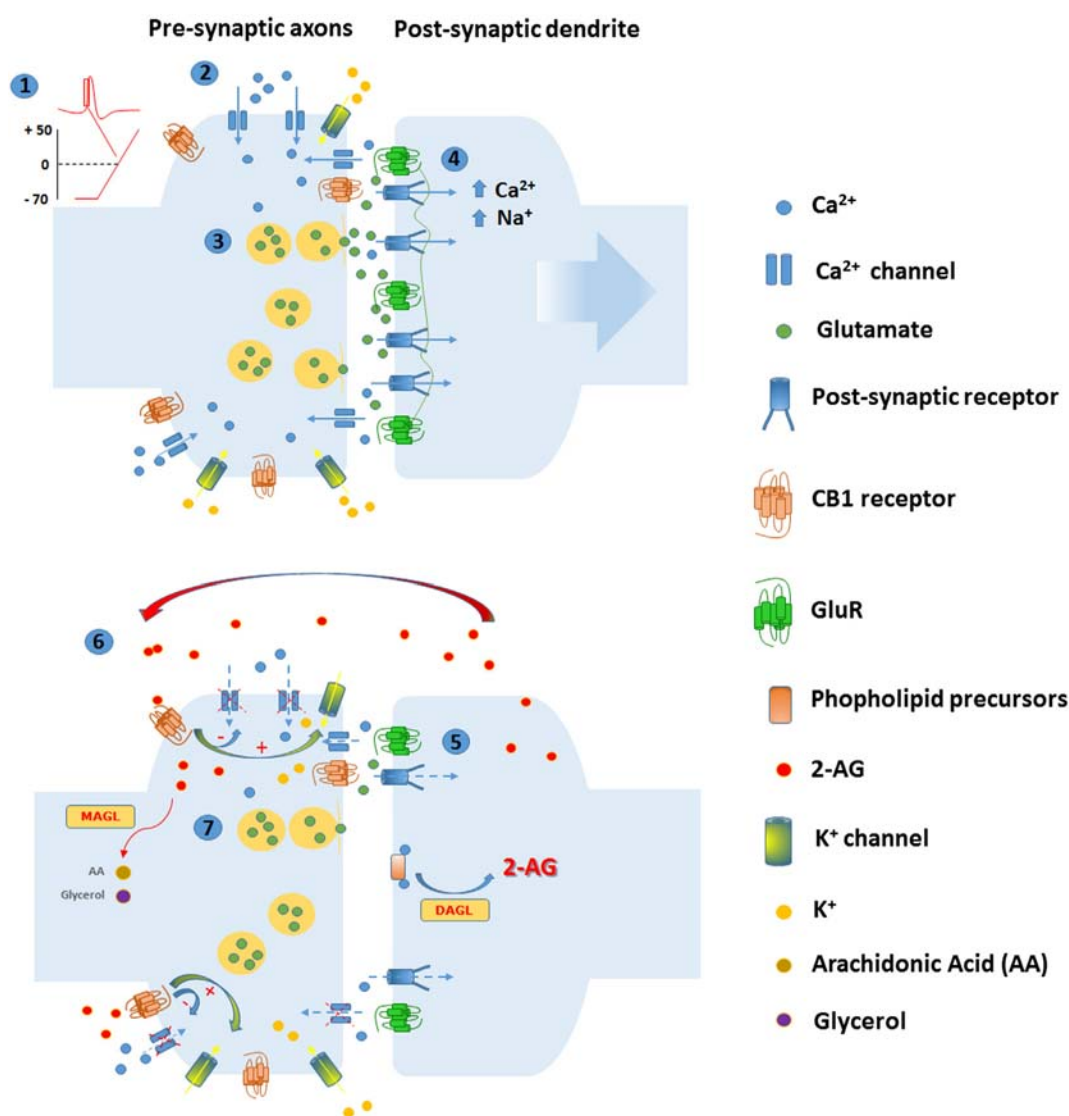 Pre-synaptic axons
Post-synaptic dendrite
1
2
+ 50
0
- 70
4
Ca²⁺
Na⁺
3
Ca²⁺
Ca²⁺ channel
Glutamate
Post-synaptic receptor
CB1 receptor
GluR
Phopholipid precursors
2-AG
K⁺ channel
K⁺
Arachidonic Acid (AA)
Glycerol
6
-
+
5
MAGL
7
AA
Glycerol
2-AG
DAGL
+
-